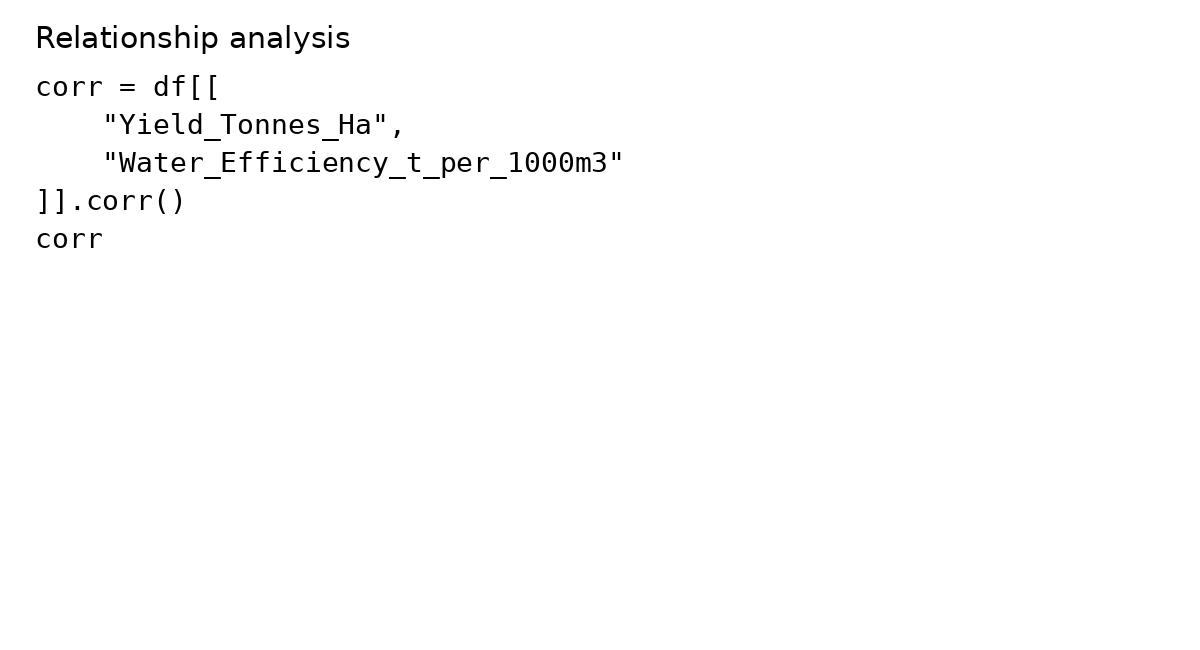 Relationship analysis
corr = df[[
    "Yield_Tonnes_Ha",
    "Water_Efficiency_t_per_1000m3"
]].corr()
corr